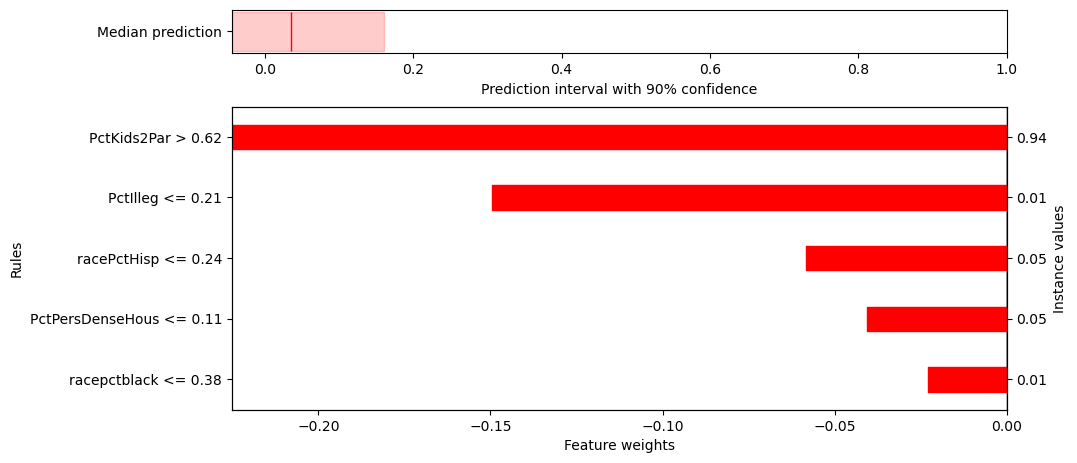 Median prediction
0.0 0.2 0.4 0.6 0.8 1.0
Prediction interval with 90% confidence
Rules
PctKids2Par > 0.62 0.94
PctIlleg <= 0.21 0.01
racePctHisp <= 0.24 0.05
PctPersDenseHous <= 0.11 0.05
racepctblack <= 0.38 0.01
Instance values
−0.20 −0.15 −0.10 −0.05 0.00
Feature weights